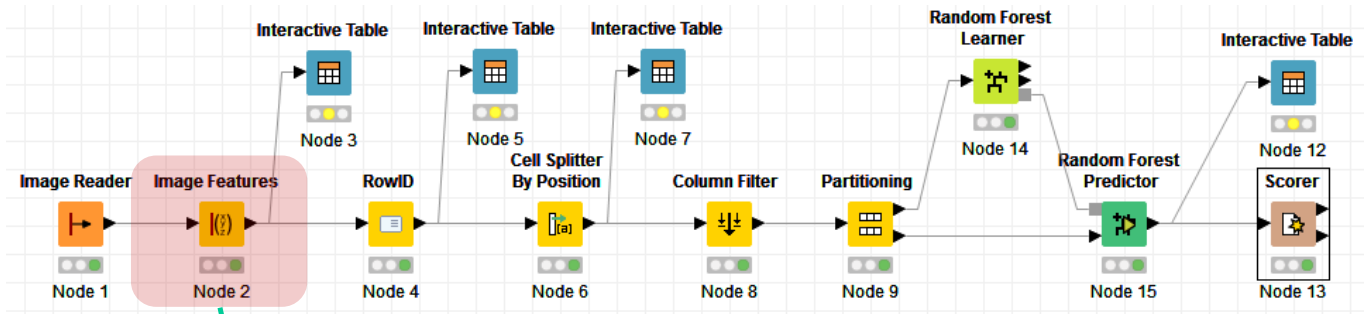 Random Forest
Learner
Interactive Table
Interactive Table
Interactive Table
Interactive Table
Node 3
Node 5
Node 7
Node 14
Node 12
Image Reader
Image Features
RowID
Cell Splitter
By Position
Column Filter
Partitioning
Random Forest
Predictor
Scorer
Node 1
Node 2
Node 4
Node 6
Node 8
Node 9
Node 15
Node 13